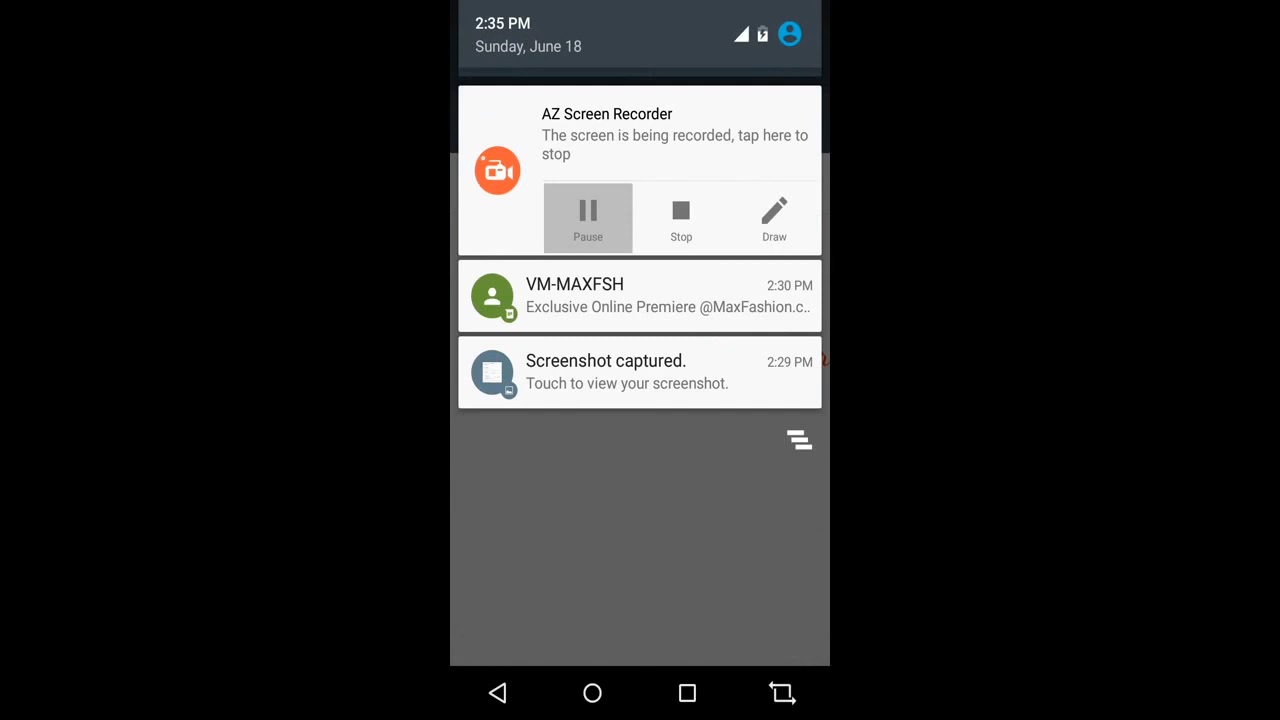 2:35 PM
Sunday, June 18
AZ Screen Recorder
The screen is being recorded, tap here to
stop
Pause
Stop
Draw
VM-MAXFSH
2:30 PM
Exclusive Online Premiere @MaxFashion.c..
Screenshot captured.
2:29 PM
Touch to view your screenshot.